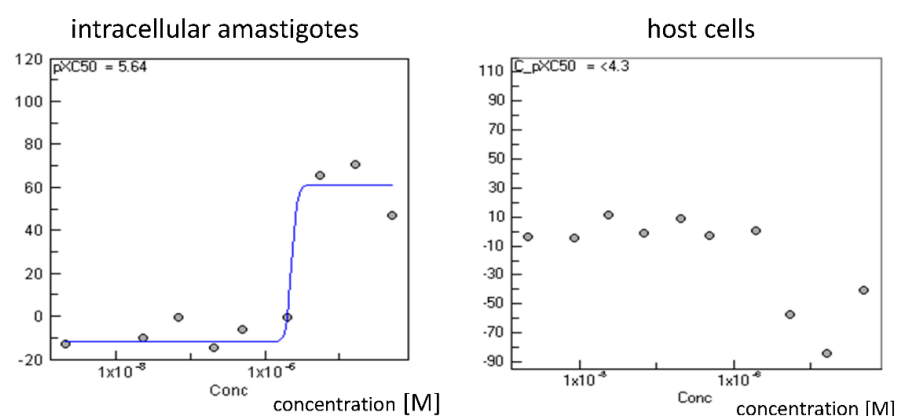 intracellular amastigotes
pXC50 = 5.64
120
100
80
60
40
20
0
-20
1x10⁻⁸
1x10⁻⁶
Conc
concentration [M]
host cells
C_pXC50 = <4.3
110
90
70
50
30
10
-10
-30
-50
-70
-90
1x10⁻⁸
1x10⁻⁶
Conc
concentration [M]